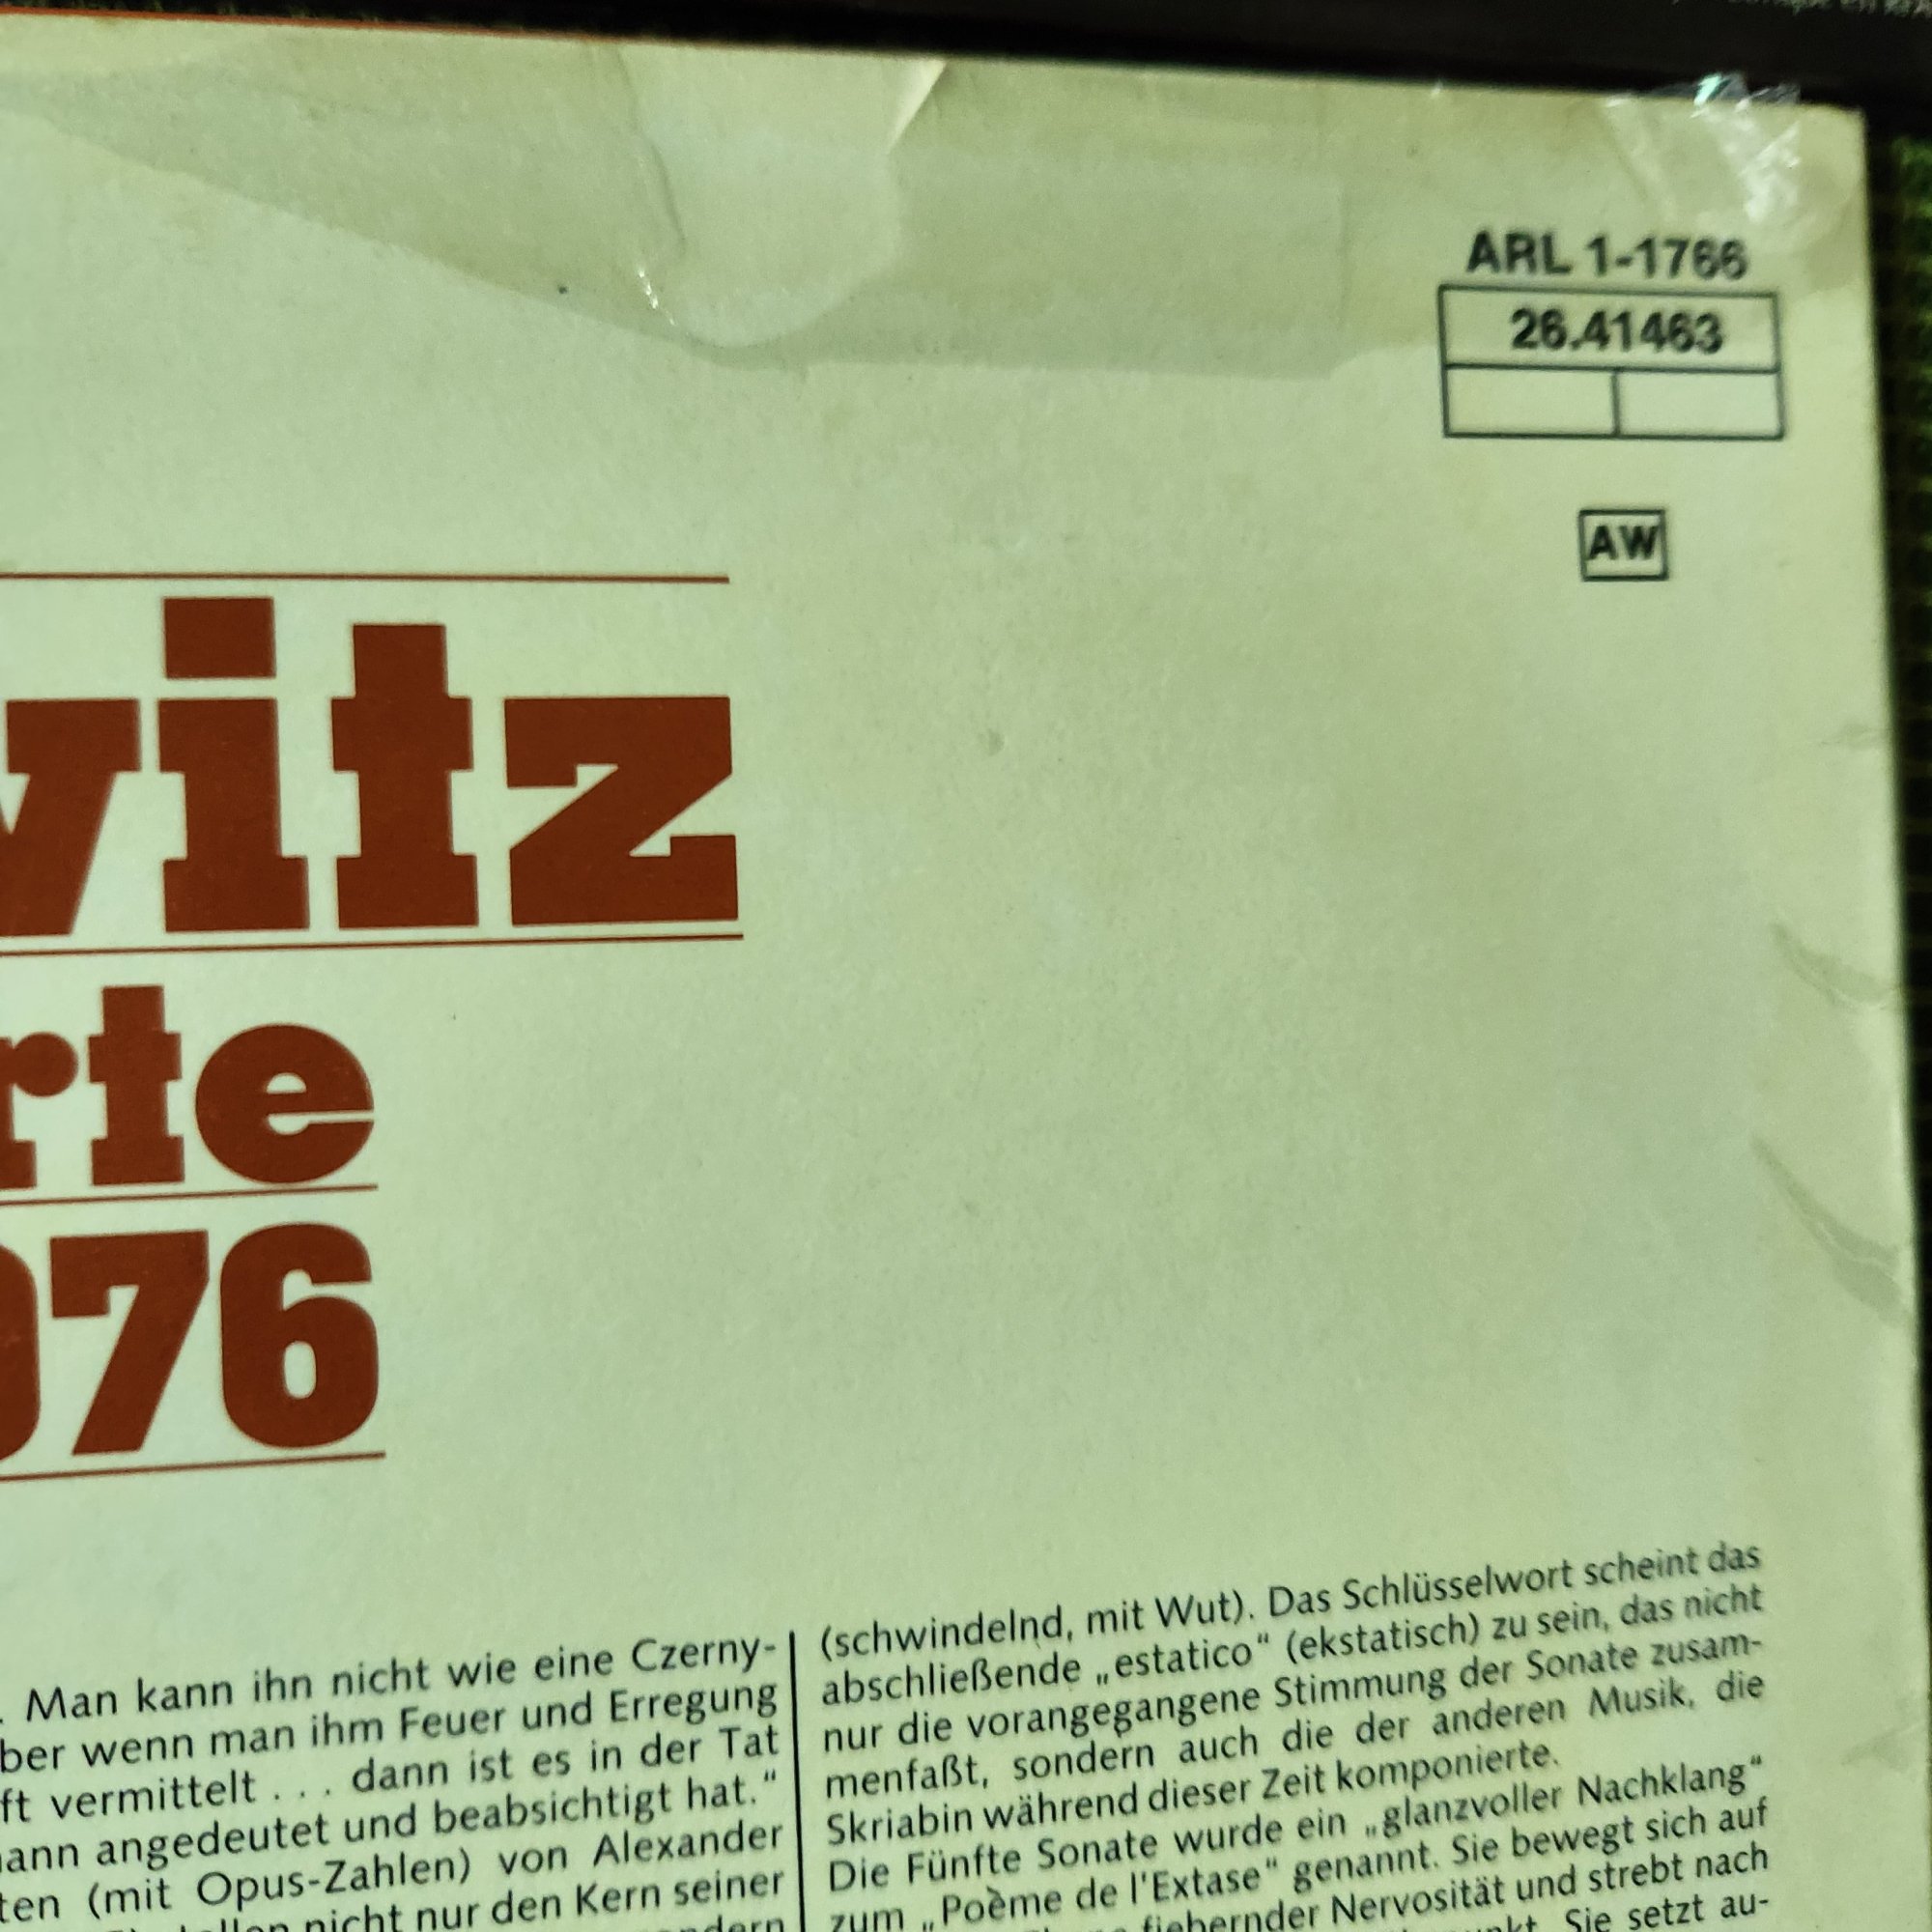 ARL 1-1766
26.41463
AW
witz
rte
976
. Man kann ihn nicht wie eine Czerny-
ber wenn man ihm Feuer und Erregung
ft vermittelt . . . dann ist es in der Tat
ann angedeutet und beabsichtigt hat.“
ten (mit Opus-Zahlen) von Alexander
nicht nur den Kern seiner
(schwindelnd, mit Wut). Das Schlüsselwort scheint das
abschließende „estatico“ (ekstatisch) zu sein, das nicht
nur die vorangegangene Stimmung der Sonate zusam-
menfaßt, sondern auch die der anderen Musik, die
Skriabin während dieser Zeit komponierte.
Die Fünfte Sonate wurde ein „glanzvoller Nachklang“
zum „Poème de l'Extase“ genannt. Sie bewegt sich auf
fiebernder Nervosität und strebt nach
Sie setzt au-